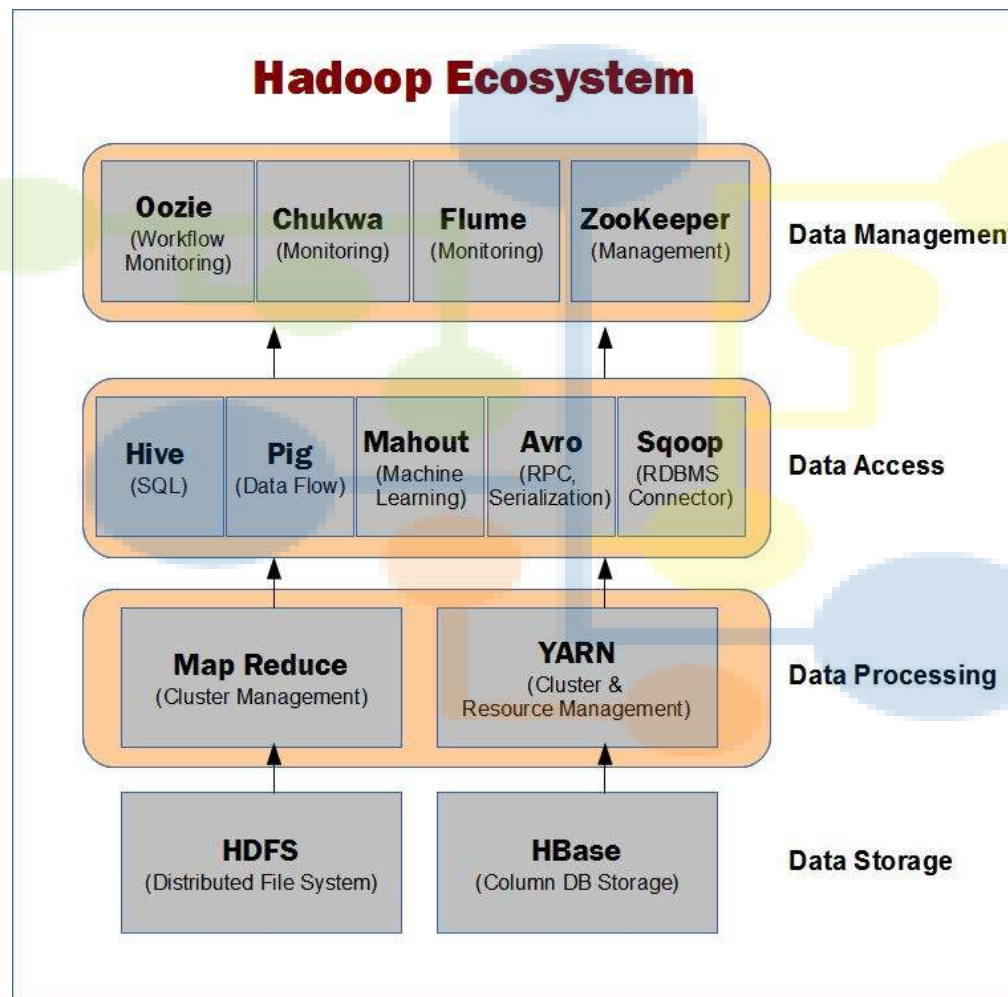 Hadoop Ecosystem
Oozie
(Workflow
Monitoring)
Chukwa
(Monitoring)
Flume
(Monitoring)
ZooKeeper
(Management)
Data Management
Hive
(SQL)
Pig
(Data Flow)
Mahout
(Machine
Learning)
Avro
(RPC,
Serialization)
Sqoop
(RDBMS
Connector)
Data Access
Map Reduce
(Cluster Management)
YARN
(Cluster &
Resource Management)
Data Processing
HDFS
(Distributed File System)
HBase
(Column DB Storage)
Data Storage